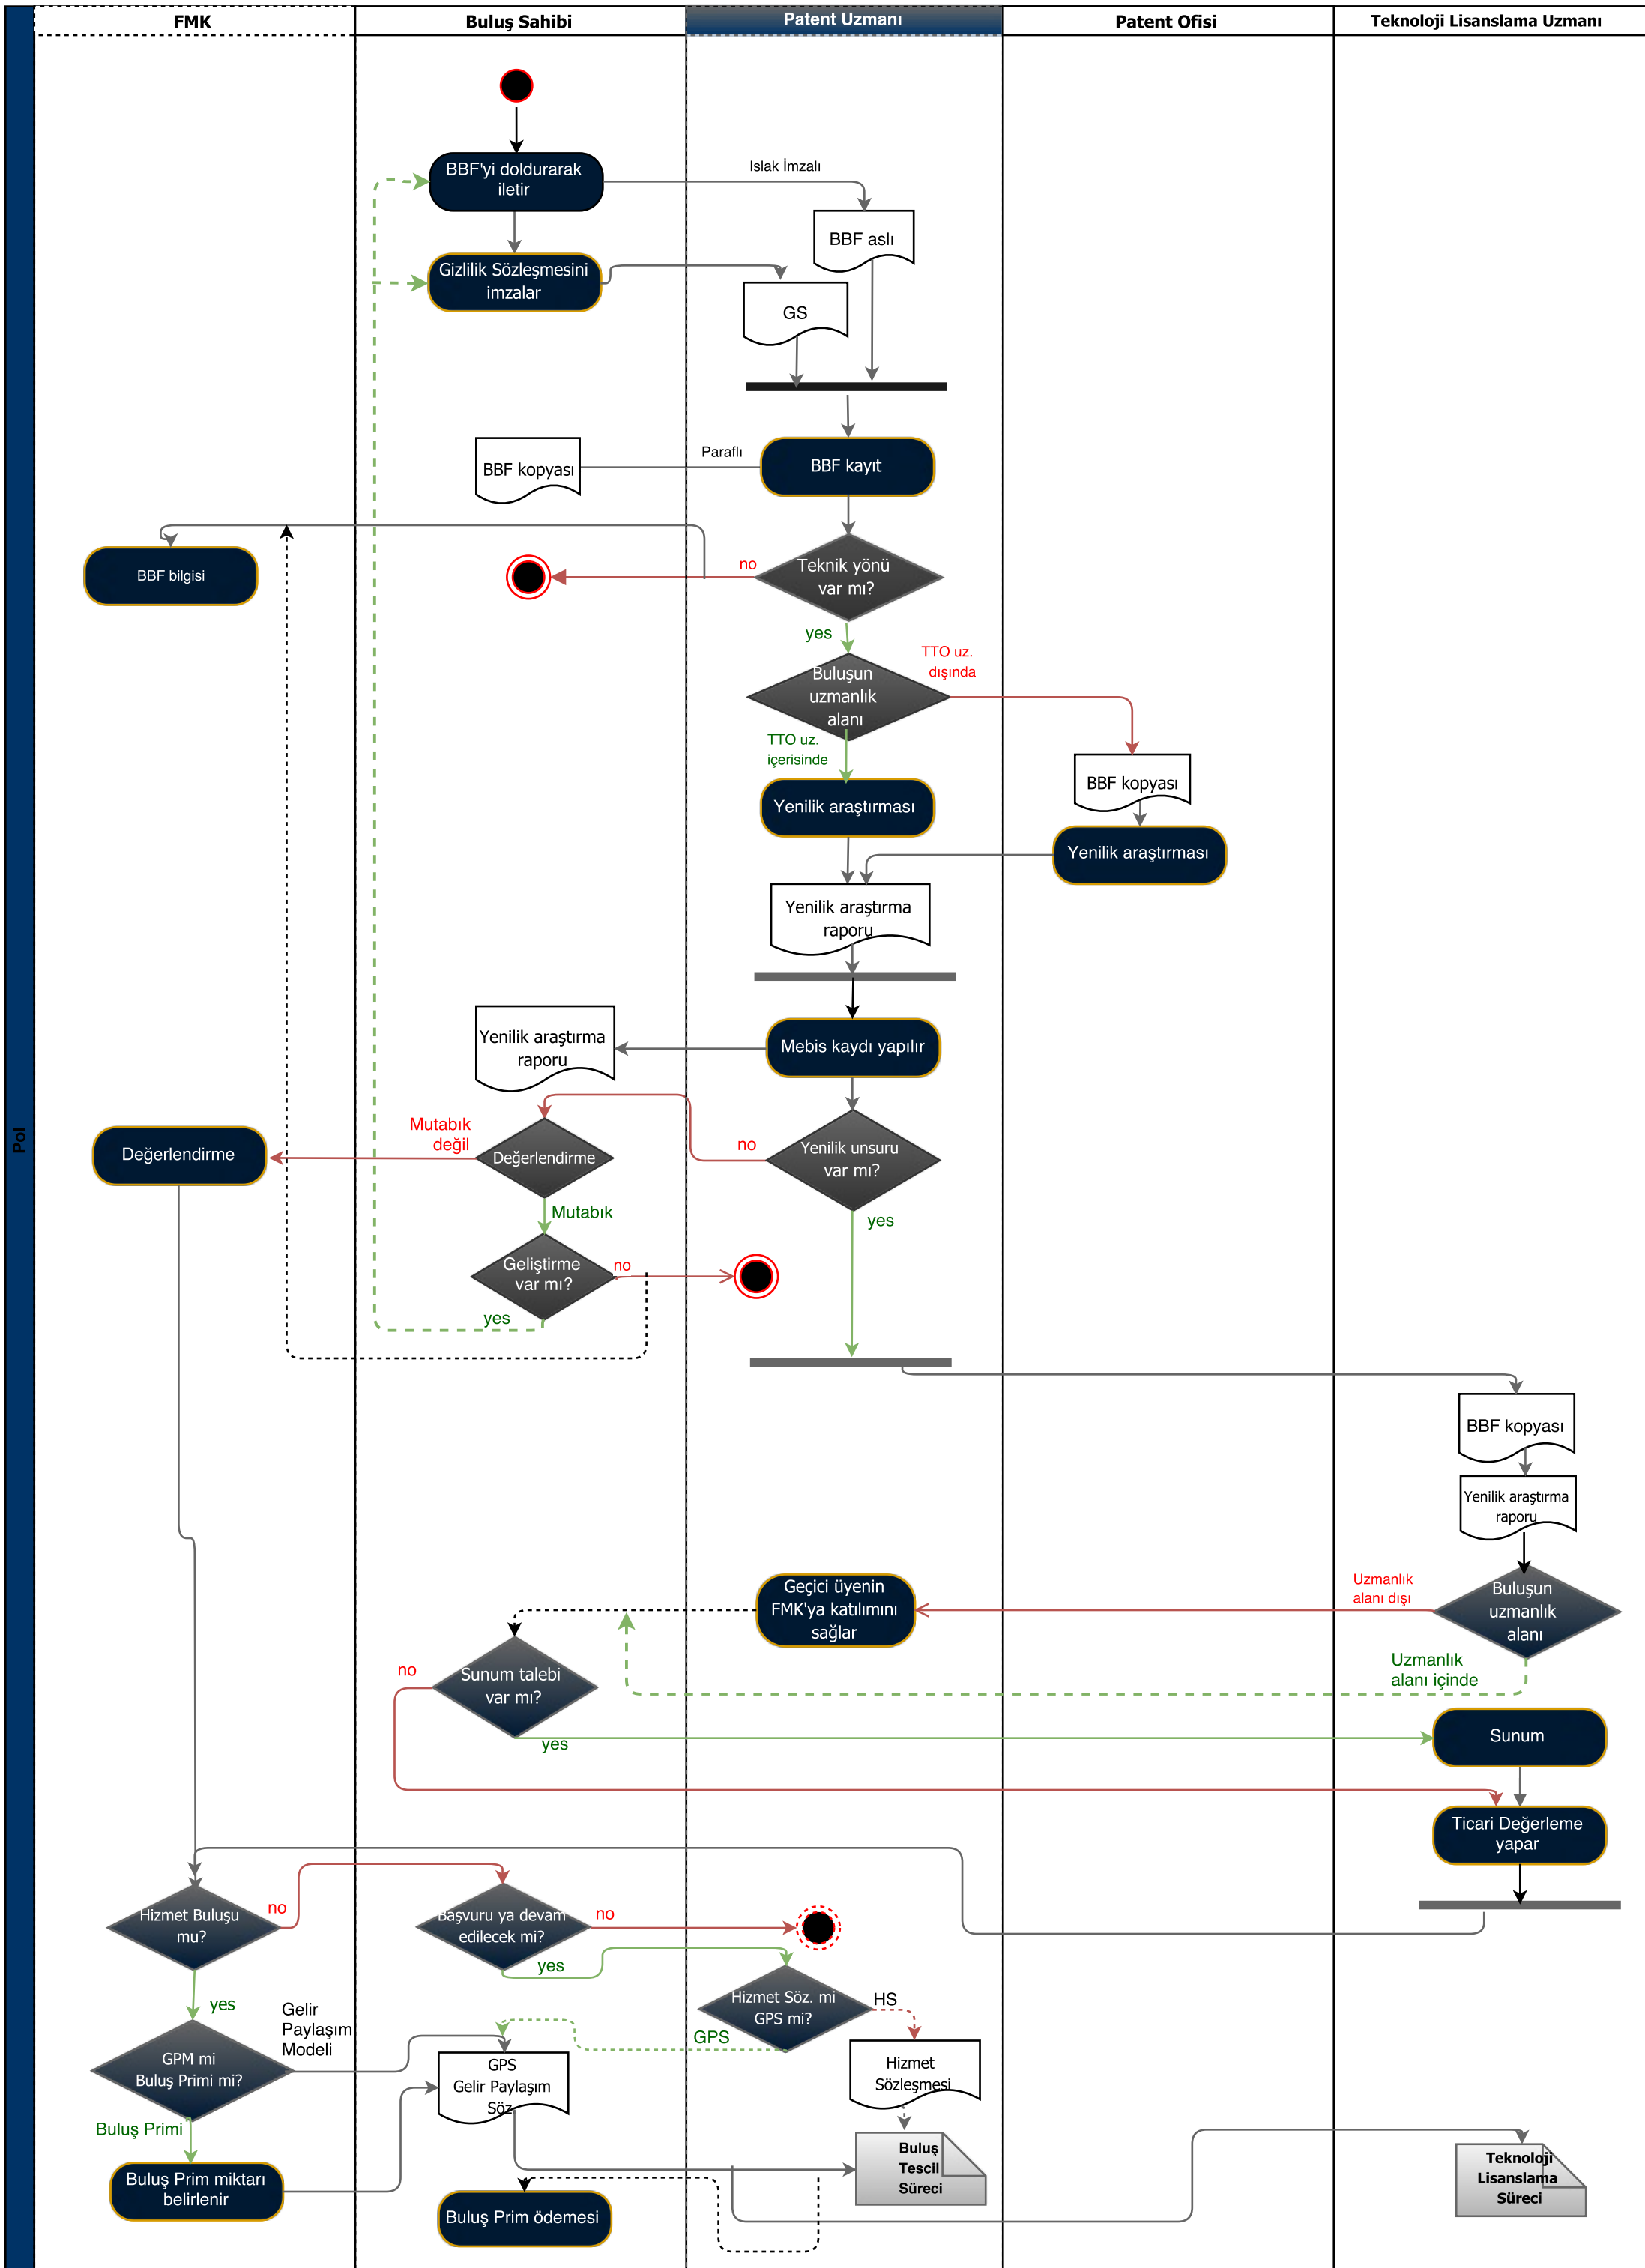 FMK
Buluş Sahibi
Patent Uzmanı
Patent Ofisi
Teknoloji Lisanslama Uzmanı
Pol
BBF'yi doldurarak
iletir
Islak İmzalı
BBF aslı
Gizlilik Sözleşmesini
imzalar
GS
BBF kopyası
Paraflı
BBF kayıt
BBF bilgisi
no
Teknik yönü
var mı?
yes
TTO uz.
dışında
Buluşun
uzmanlık
alanı
TTO uz.
içerisinde
BBF kopyası
Yenilik araştırması
Yenilik araştırması
Yenilik araştırma
raporu
Yenilik araştırma
raporu
Mebis kaydı yapılır
Mutabık
değil
Değerlendirme
Değerlendirme
no
Yenilik unsuru
var mı?
Mutabık
yes
Geliştirme
var mı?
no
yes
BBF kopyası
Yenilik araştırma
raporu
Geçici üyenin
FMK'ya katılımını
sağlar
Uzmanlık
alanı dışı
Buluşun
uzmanlık
alanı
Uzmanlık
alanı içinde
no
Sunum talebi
var mı?
yes
Sunum
Ticari Değerleme
yapar
Hizmet Buluşu
mu?
no
Başvuru ya devam
edilecek mi?
no
yes
yes
Hizmet Söz. mi
GPS mi?
HS
GPS
Gelir
Paylaşım
Modeli
GPM mi
Buluş Primi mi?
GPS
Gelir Paylaşım
Söz
Hizmet
Sözleşmesi
Buluş Primi
Buluş Prim miktarı
belirlenir
Buluş
Tescil
Süreci
Teknoloji
Lisanslama
Süreci
Buluş Prim ödemesi